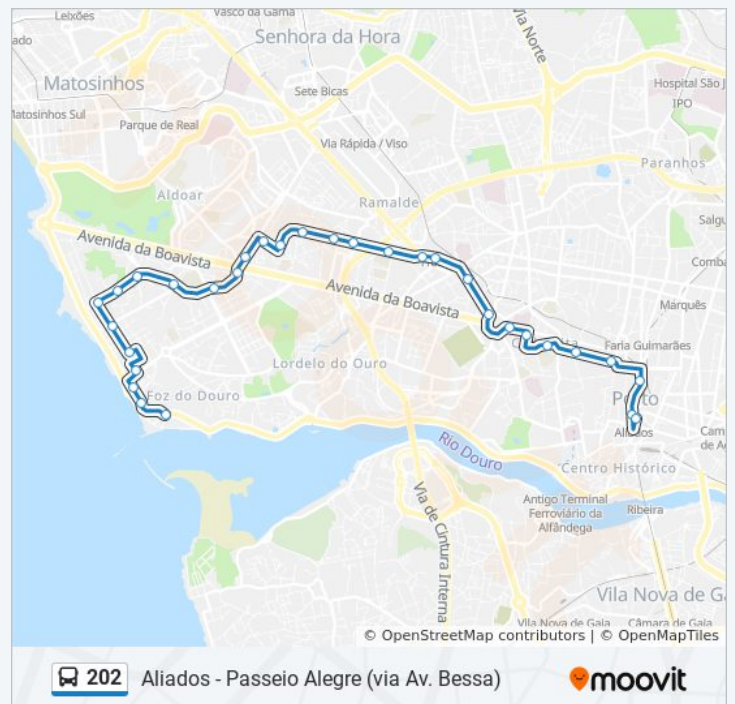 Leixões
Vasco da Gama
Senhora da Hora
Via Norte
Matosinhos
Sete Bicas
Hospital São J
IPO
Matosinhos Sul
Parque de Real
Via Rápida / Viso
Paranhos
Aldoar
Ramalde
Salgu
Avenida da Boavista
Comba
Avenida da Boavista
Marquês
Faria Guimarães
Lordelo do Ouro
Foz do Douro
Porto
Aliados
Cam
de A
Rio Douro
Centro Histórico
Antigo Terminal
Ferroviário da
Alfândega
Ribeira
Via de Cintura Interna
Vila Nova de Ga
Vila Nova de Gaia
Câmara de Gaia
© OpenStreetMap contributors | © OpenMapTiles
202 Aliados - Passeio Alegre (via Av. Bessa)
moovit